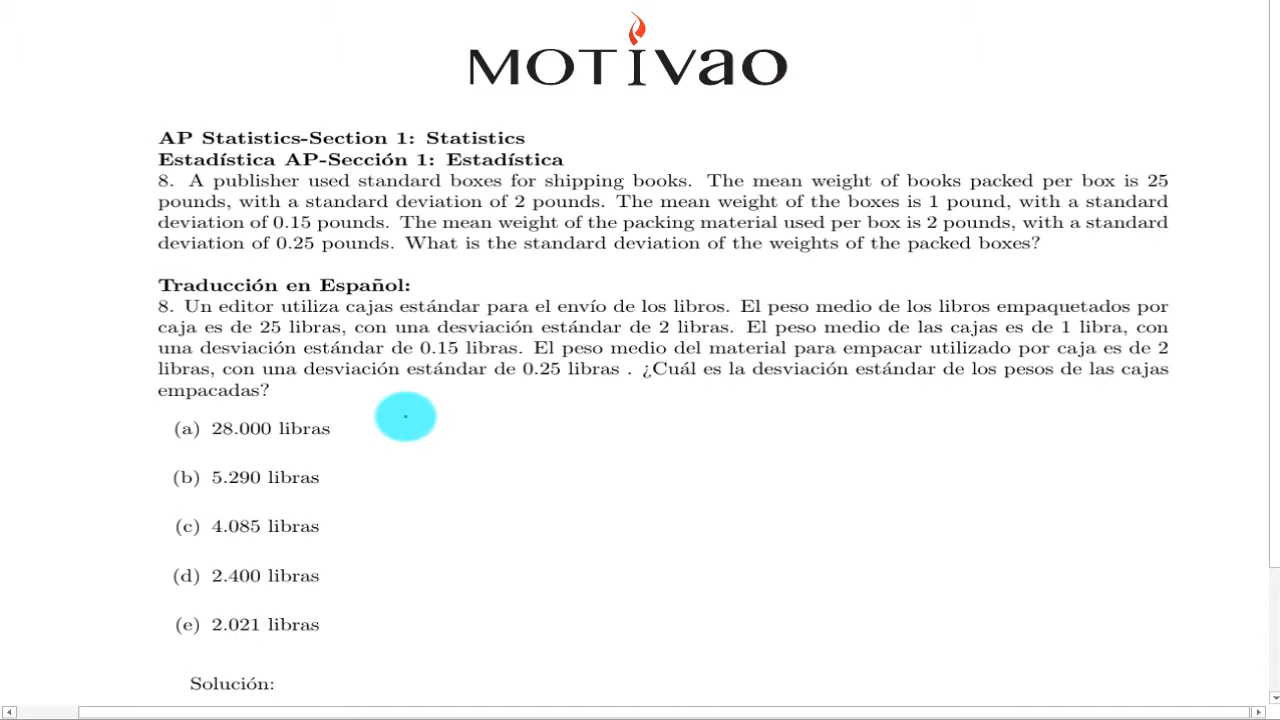 MOTIVAO
AP Statistics-Section 1: Statistics
Estadística AP-Sección 1: Estadística
8. A publisher used standard boxes for shipping books. The mean weight of books packed per box is 25
pounds, with a standard deviation of 2 pounds. The mean weight of the boxes is 1 pound, with a standard
deviation of 0.15 pounds. The mean weight of the packing material used per box is 2 pounds, with a standard
deviation of 0.25 pounds. What is the standard deviation of the weights of the packed boxes?
Traducción en Español:
8. Un editor utiliza cajas estándar para el envío de los libros. El peso medio de los libros empaquetados por
caja es de 25 libras, con una desviación estándar de 2 libras. El peso medio de las cajas es de 1 libra, con
una desviación estándar de 0.15 libras. El peso medio del material para empacar utilizado por caja es de 2
libras, con una desviación estándar de 0.25 libras . ¿Cuál es la desviación estándar de los pesos de las cajas
empacadas?
(a) 28.000 libras
(b) 5.290 libras
(c) 4.085 libras
(d) 2.400 libras
(e) 2.021 libras
Solución: